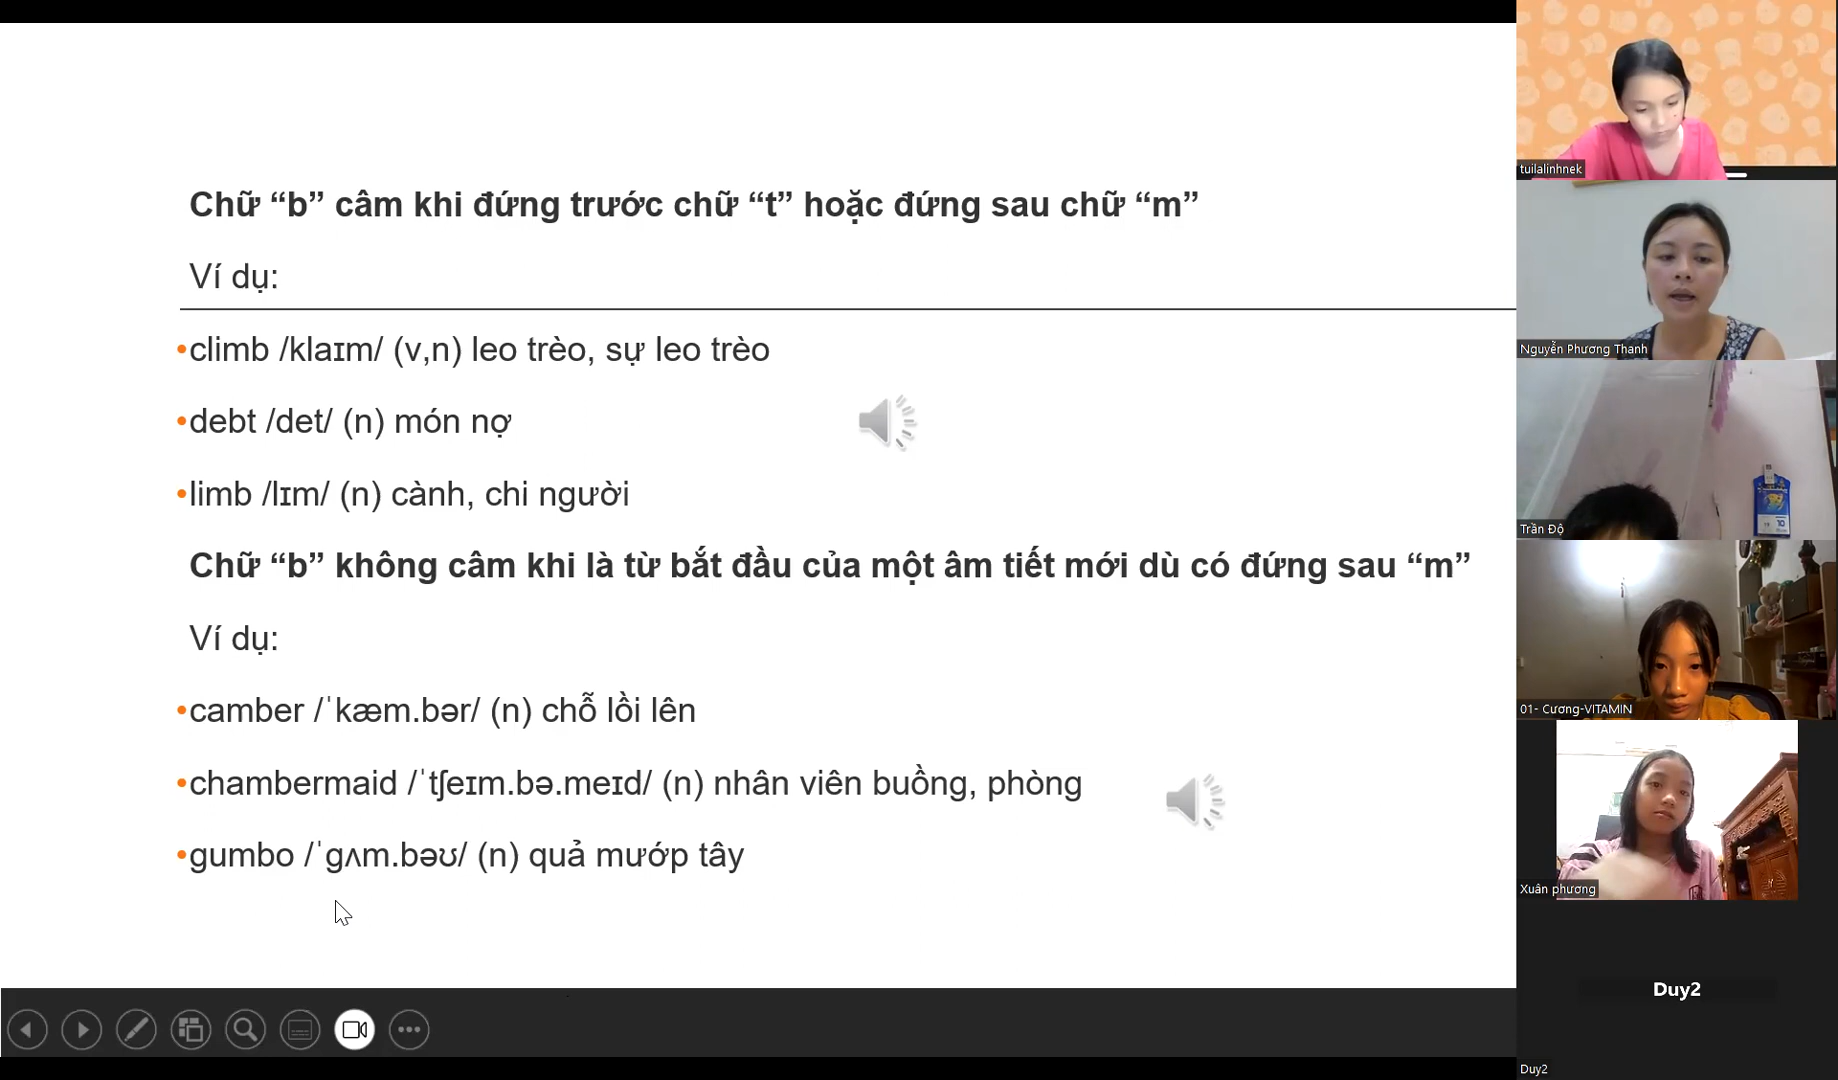 Chữ “b” câm khi đứng trước chữ “t” hoặc đứng sau chữ “m”
Ví dụ:
•climb /klaɪm/ (v,n) leo trèo, sự leo trèo
•debt /det/ (n) món nợ
•limb /lɪm/ (n) cành, chi người
Chữ “b” không câm khi là từ bắt đầu của một âm tiết mới dù có đứng sau “m”
Ví dụ:
•camber /ˈkæm.bər/ (n) chỗ lồi lên
•chambermaid /ˈtʃeɪm.bə.meɪd/ (n) nhân viên buồng, phòng
•gumbo /ˈgʌm.bəʊ/ (n) quả mướp tây
tuilalinhnek
Nguyễn Phương Thanh
Trần Độ
01- Cương-VITAMIN
Xuân phương
Duy2
Duy2